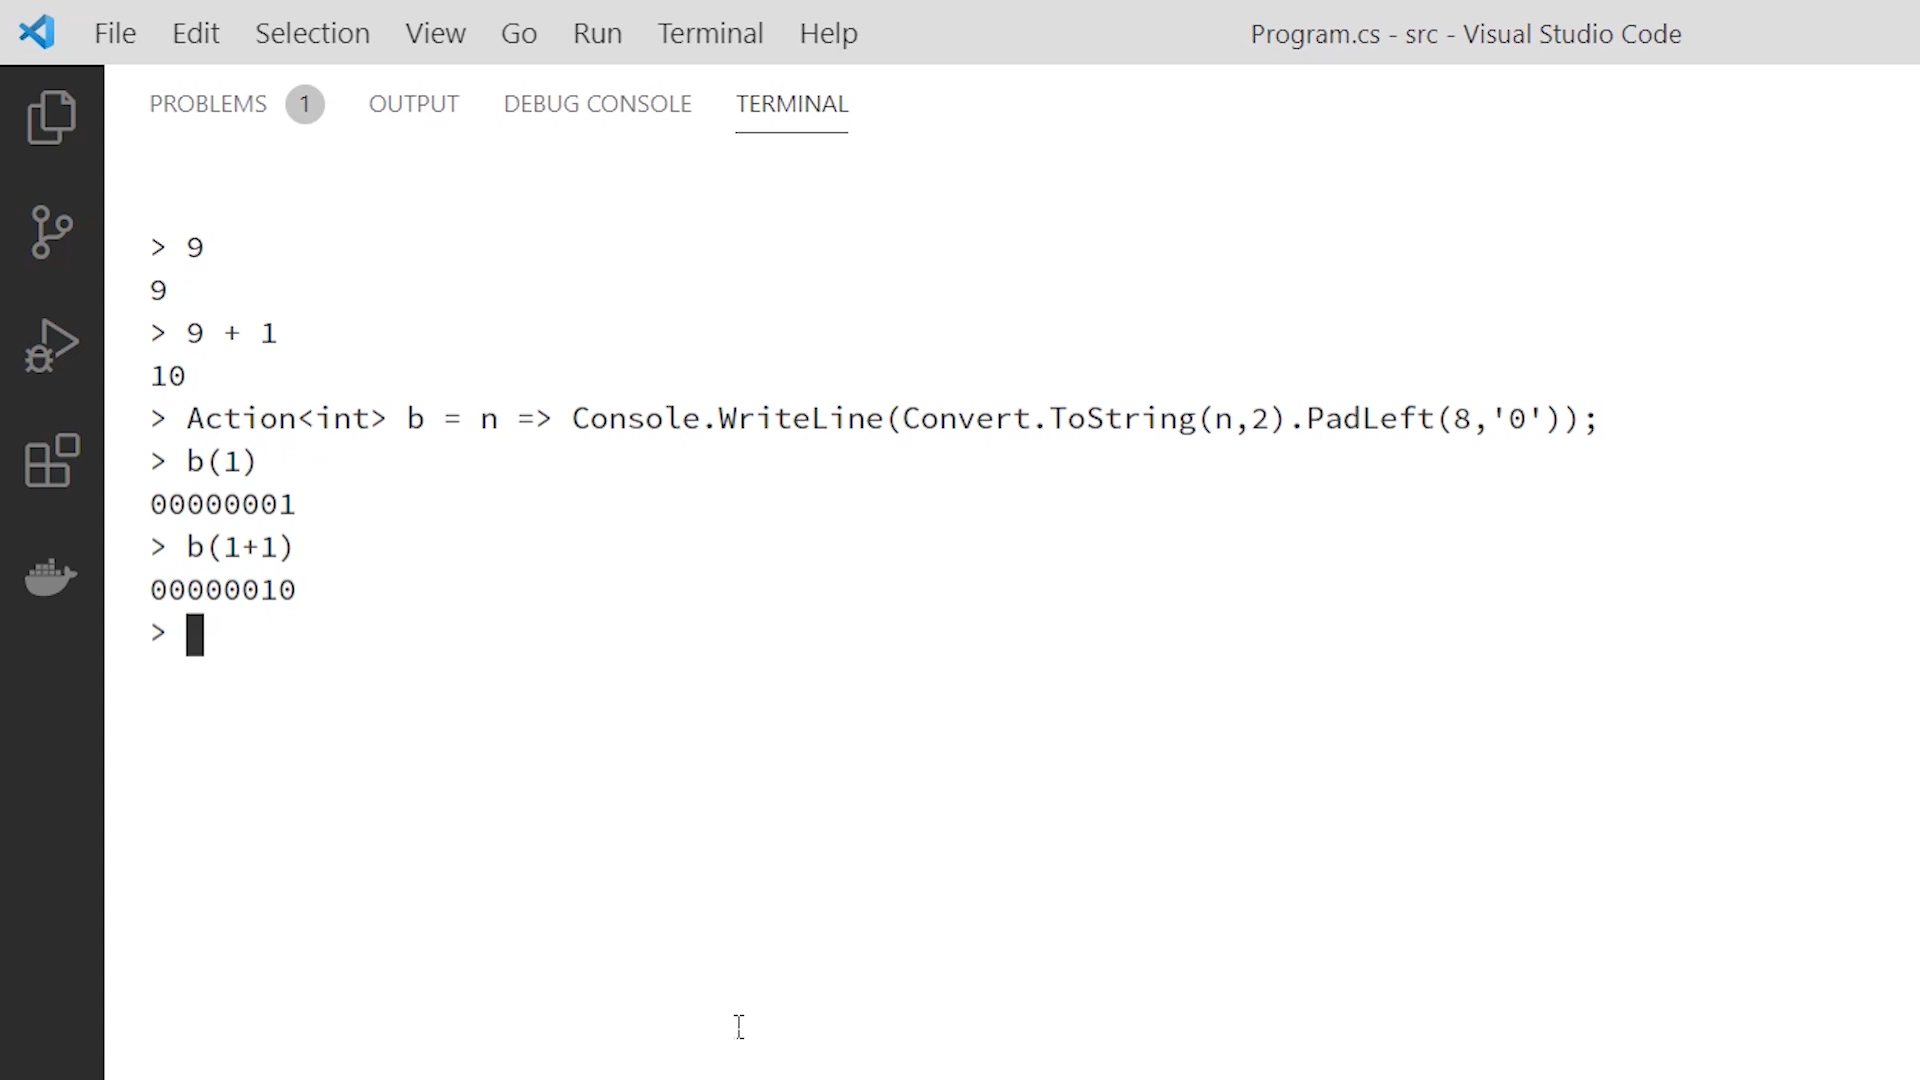 File Edit Selection View Go Run Terminal Help Program.cs - src - Visual Studio Code
PROBLEMS 1 OUTPUT DEBUG CONSOLE TERMINAL
> 9
9
> 9 + 1
10
> Action<int> b = n => Console.WriteLine(Convert.ToString(n,2).PadLeft(8,'0'));
> b(1)
00000001
> b(1+1)
00000010
>